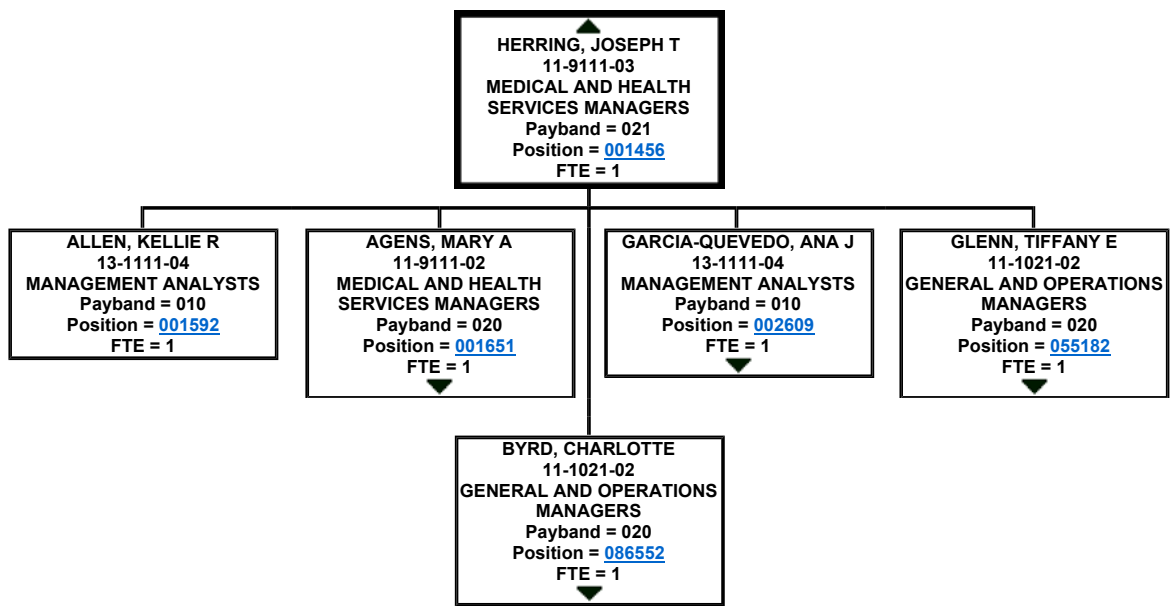 HERRING, JOSEPH T
11-9111-03
MEDICAL AND HEALTH
SERVICES MANAGERS
Payband = 021
Position = 001456
FTE = 1
ALLEN, KELLIE R
13-1111-04
MANAGEMENT ANALYSTS
Payband = 010
Position = 001592
FTE = 1
AGENS, MARY A
11-9111-02
MEDICAL AND HEALTH
SERVICES MANAGERS
Payband = 020
Position = 001651
FTE = 1
GARCIA-QUEVEDO, ANA J
13-1111-04
MANAGEMENT ANALYSTS
Payband = 010
Position = 002609
FTE = 1
GLENN, TIFFANY E
11-1021-02
GENERAL AND OPERATIONS
MANAGERS
Payband = 020
Position = 055182
FTE = 1
BYRD, CHARLOTTE
11-1021-02
GENERAL AND OPERATIONS
MANAGERS
Payband = 020
Position = 086552
FTE = 1